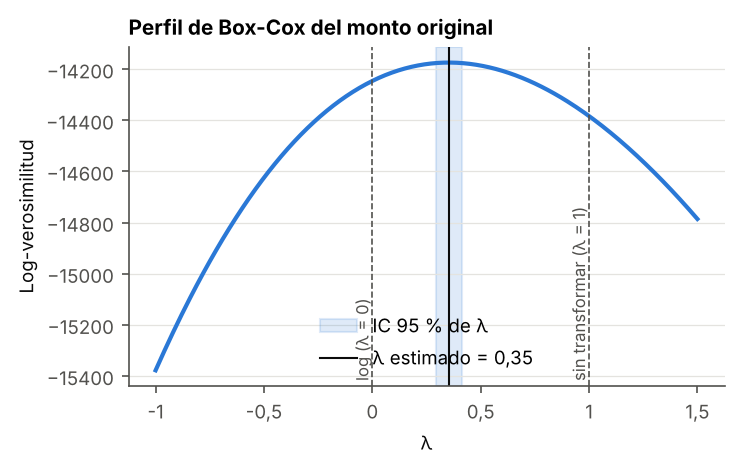 Perfil de Box-Cox del monto original
Log-verosimilitud
−14200
−14400
−14600
−14800
−15000
−15200
−15400
log (λ = 0)
sin transformar (λ = 1)
IC 95 % de λ
λ estimado = 0,35
-1
-0,5
0
0,5
1
1,5
λ